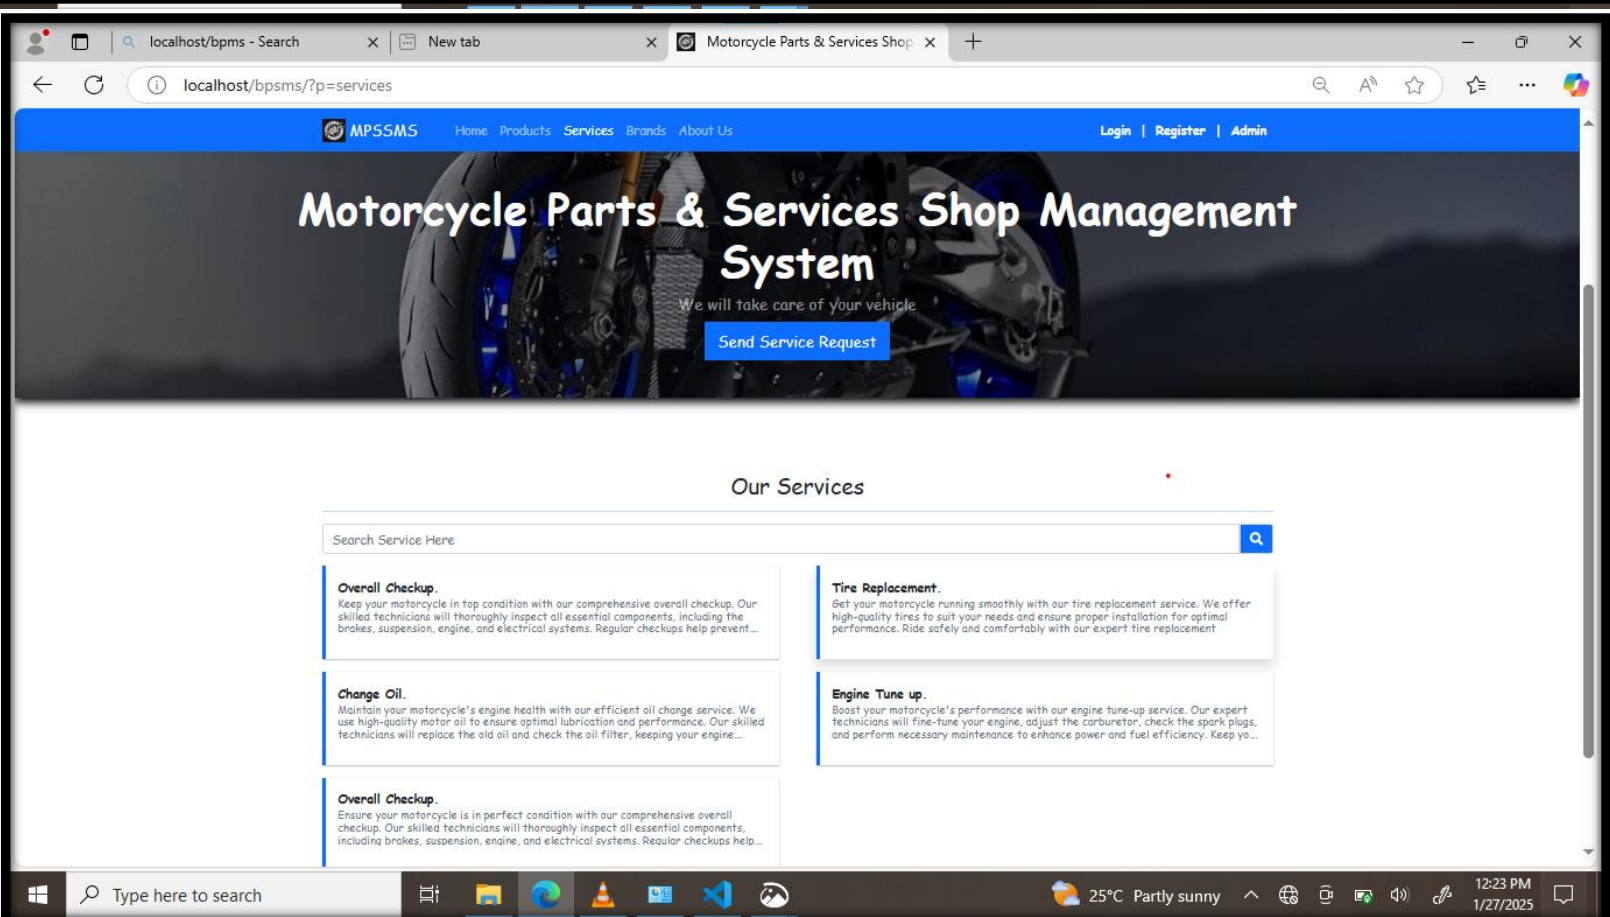 localhost/bpms - Search
New tab
Motorcycle Parts & Services Shop
localhost/bpsms/?p=services
MPSSMS Home Products Services Brands About Us Login | Register | Admin
Motorcycle Parts & Services Shop Management
System
We will take care of your vehicle
Send Service Request
Our Services
Search Service Here
Overall Checkup.
Keep your motorcycle in top condition with our comprehensive overall checkup. Our
skilled technicians will thoroughly inspect all essential components, including the
brakes, suspension, engine, and electrical systems. Regular checkups help prevent...
Tire Replacement.
Get your motorcycle running smoothly with our tire replacement service. We offer
high-quality tires to suit your needs and ensure proper installation for optimal
performance. Ride safely and comfortably with our expert tire replacement
Change Oil.
Maintain your motorcycle's engine health with our efficient oil change service. We
use high-quality motor oil to ensure optimal lubrication and performance. Our skilled
technicians will replace the old oil and check the oil filter, keeping your engine...
Engine Tune up.
Boost your motorcycle's performance with our engine tune-up service. Our expert
technicians will fine-tune your engine, adjust the carburetor, check the spark plugs,
and perform necessary maintenance to enhance power and fuel efficiency. Keep yo...
Overall Checkup.
Ensure your motorcycle is in perfect condition with our comprehensive overall
checkup. Our skilled technicians will thoroughly inspect all essential components,
including brakes, suspension, engine, and electrical systems. Regular checkups help...
Type here to search
25°C Partly sunny
12:23 PM
1/27/2025